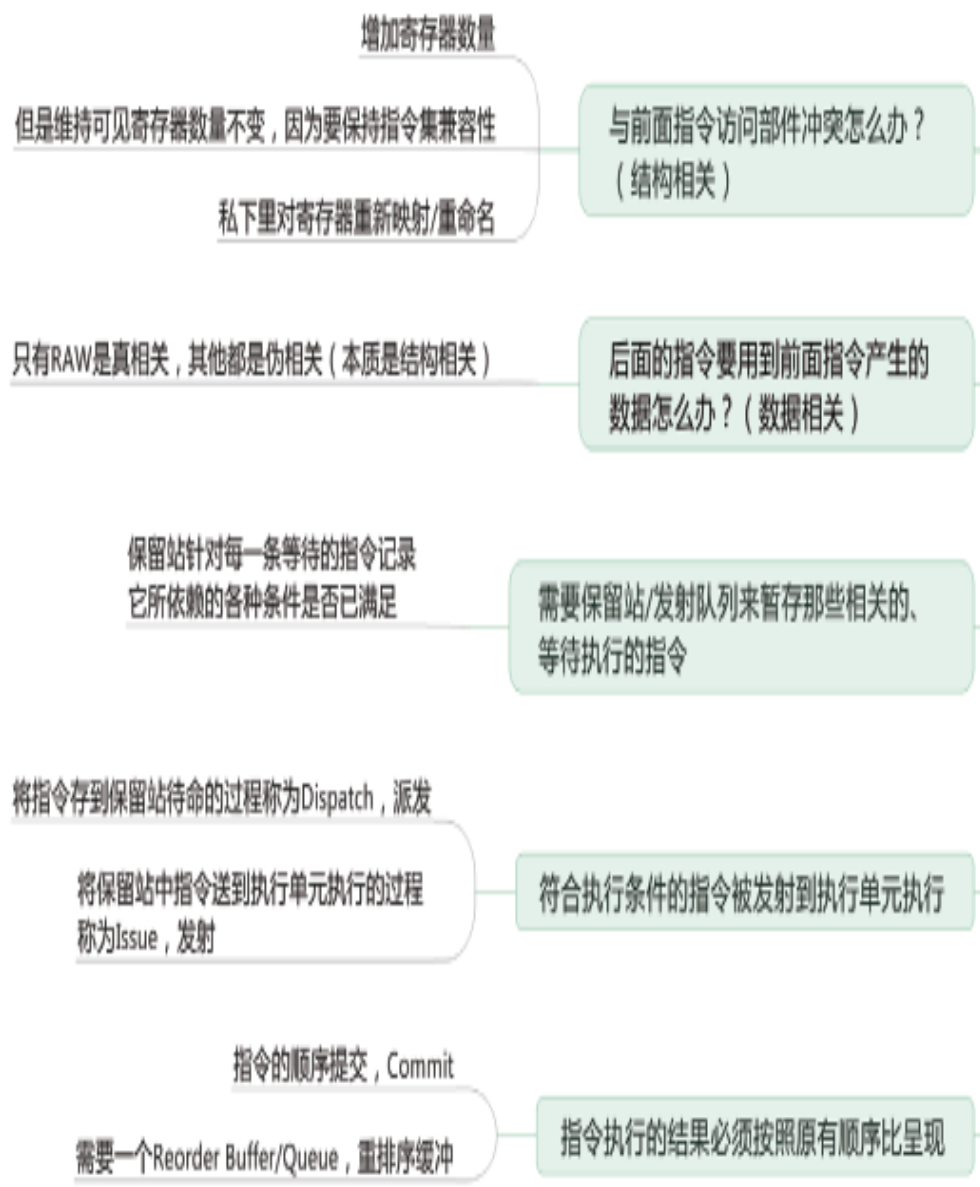 增加寄存器数量
但是维持可见寄存器数量不变，因为要保持指令集兼容性
私下里对寄存器重新映射/重命名
与前面指令访问部件冲突怎么办？
（结构相关）
只有RAW是真相关，其他都是伪相关（本质是结构相关）
后面的指令要用到前面指令产生的
数据怎么办？（数据相关）
保留站针对每一条等待的指令记录
它所依赖的各种条件是否已满足
需要保留站/发射队列来暂存那些相关的、
等待执行的指令
将指令存到保留站待命的过程称为Dispatch，派发
将保留站中指令送到执行单元执行的过程
称为Issue，发射
符合执行条件的指令被发射到执行单元执行
指令的顺序提交，Commit
需要一个Reorder Buffer/Queue，重排序缓冲
指令执行的结果必须按照原有顺序比呈现